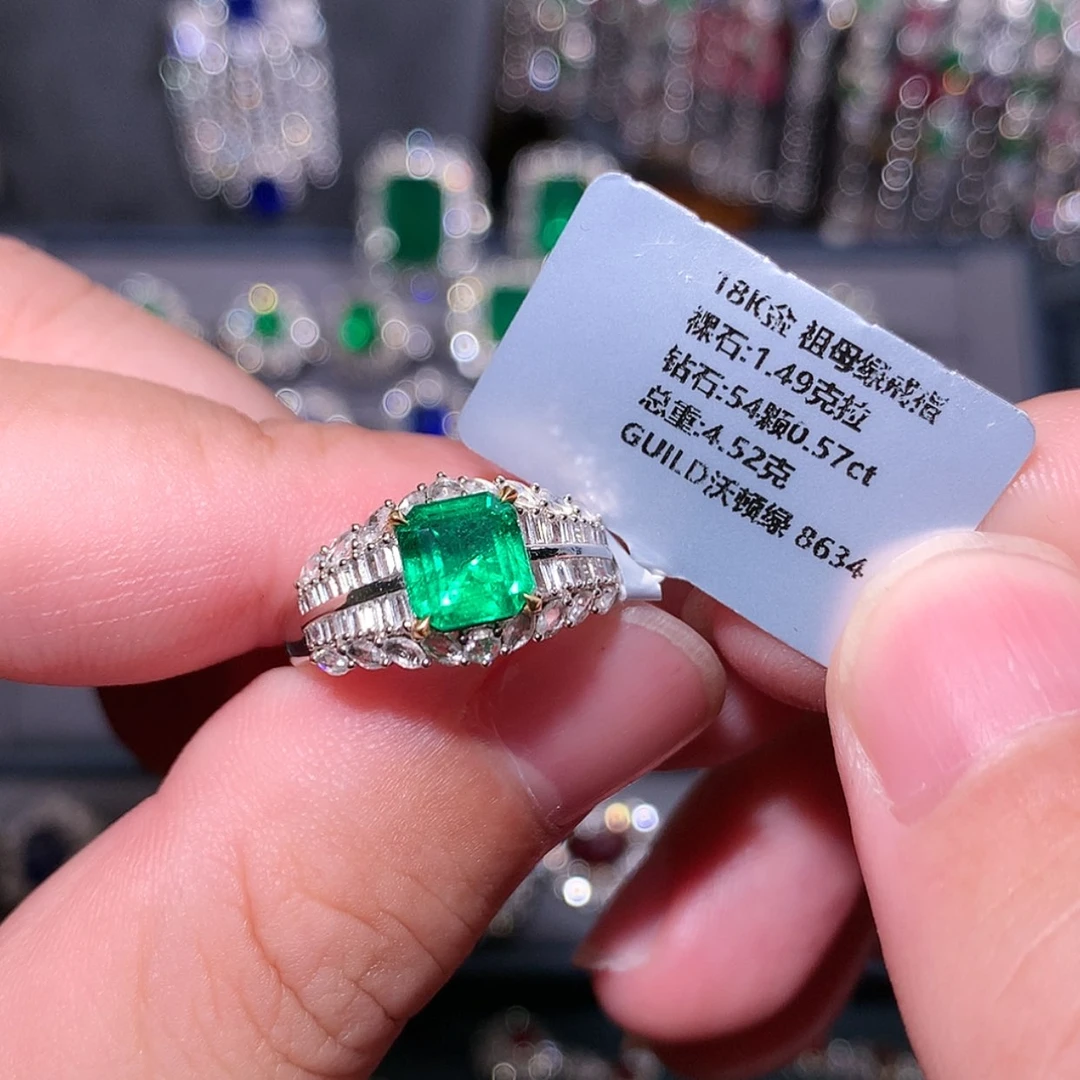 18K金 祖母绿戒指
裸石:1.49克拉
钻石:54颗0.57ct
总重:4.52克
GUILD沃顿绿 8634